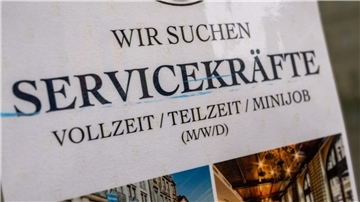 WIR SUCHEN
SERVICEKRÄFTE
VOLLZEIT / TEILZEIT / MINIJOB
(M/W/D)